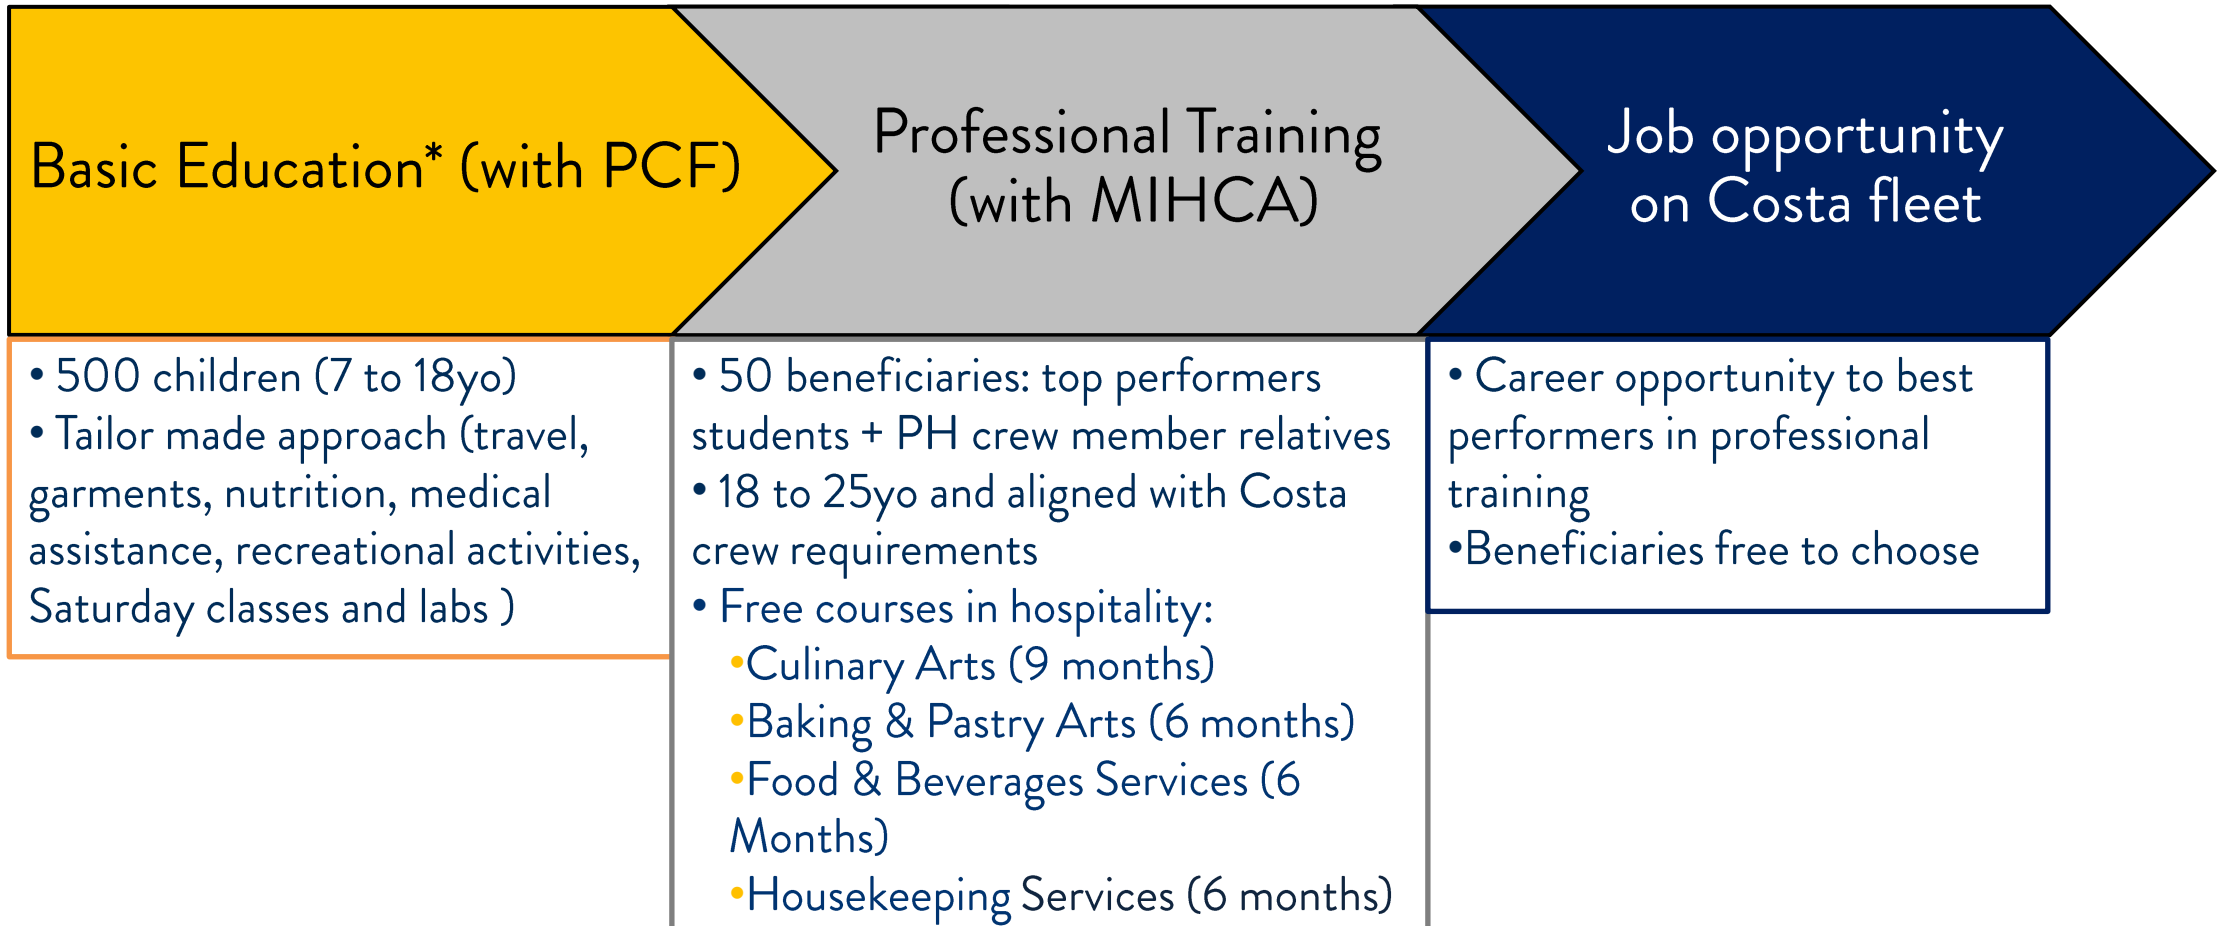 Basic Education* (with PCF)
Professional Training
(with MIHCA)
Job opportunity
on Costa fleet
• 500 children (7 to 18yo)
• Tailor made approach (travel,
garments, nutrition, medical
assistance, recreational activities,
Saturday classes and labs )
• 50 beneficiaries: top performers
students + PH crew member relatives
• 18 to 25yo and aligned with Costa
crew requirements
• Free courses in hospitality:
•Culinary Arts (9 months)
•Baking & Pastry Arts (6 months)
•Food & Beverages Services (6
Months)
•Housekeeping Services (6 months)
• Career opportunity to best
performers in professional
training
•Beneficiaries free to choose